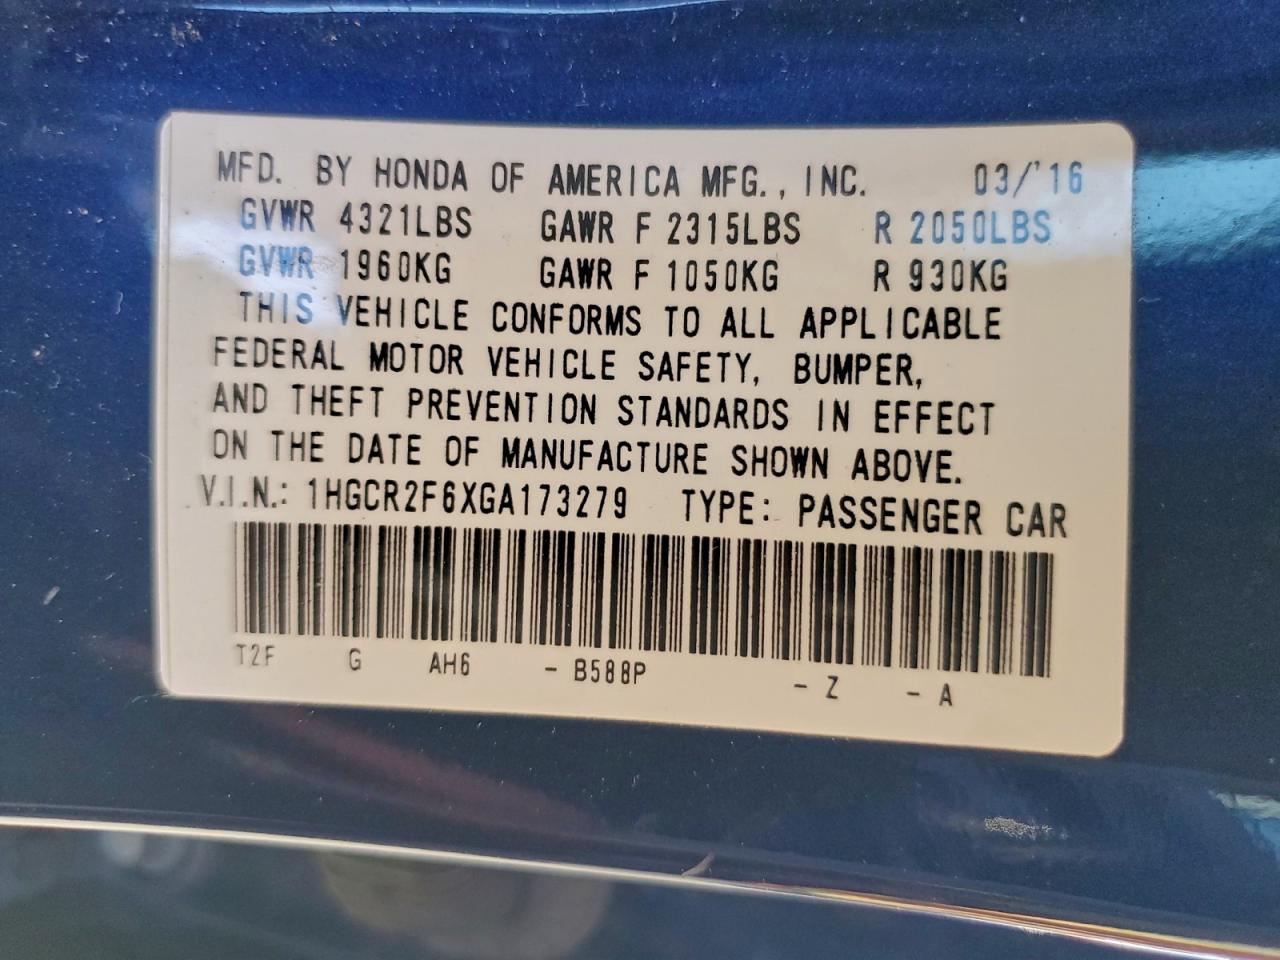 MFD. BY HONDA OF AMERICA MFG., INC. 03/'16
GVWR 4321LBS GAWR F 2315LBS R 2050LBS
GVWR 1960KG GAWR F 1050KG R 930KG
THIS VEHICLE CONFORMS TO ALL APPLICABLE
FEDERAL MOTOR VEHICLE SAFETY, BUMPER,
AND THEFT PREVENTION STANDARDS IN EFFECT
ON THE DATE OF MANUFACTURE SHOWN ABOVE.
V.I.N.: 1HGCR2F6XGA173279 TYPE: PASSENGER CAR
T2F G AH6 - B588P - Z - A